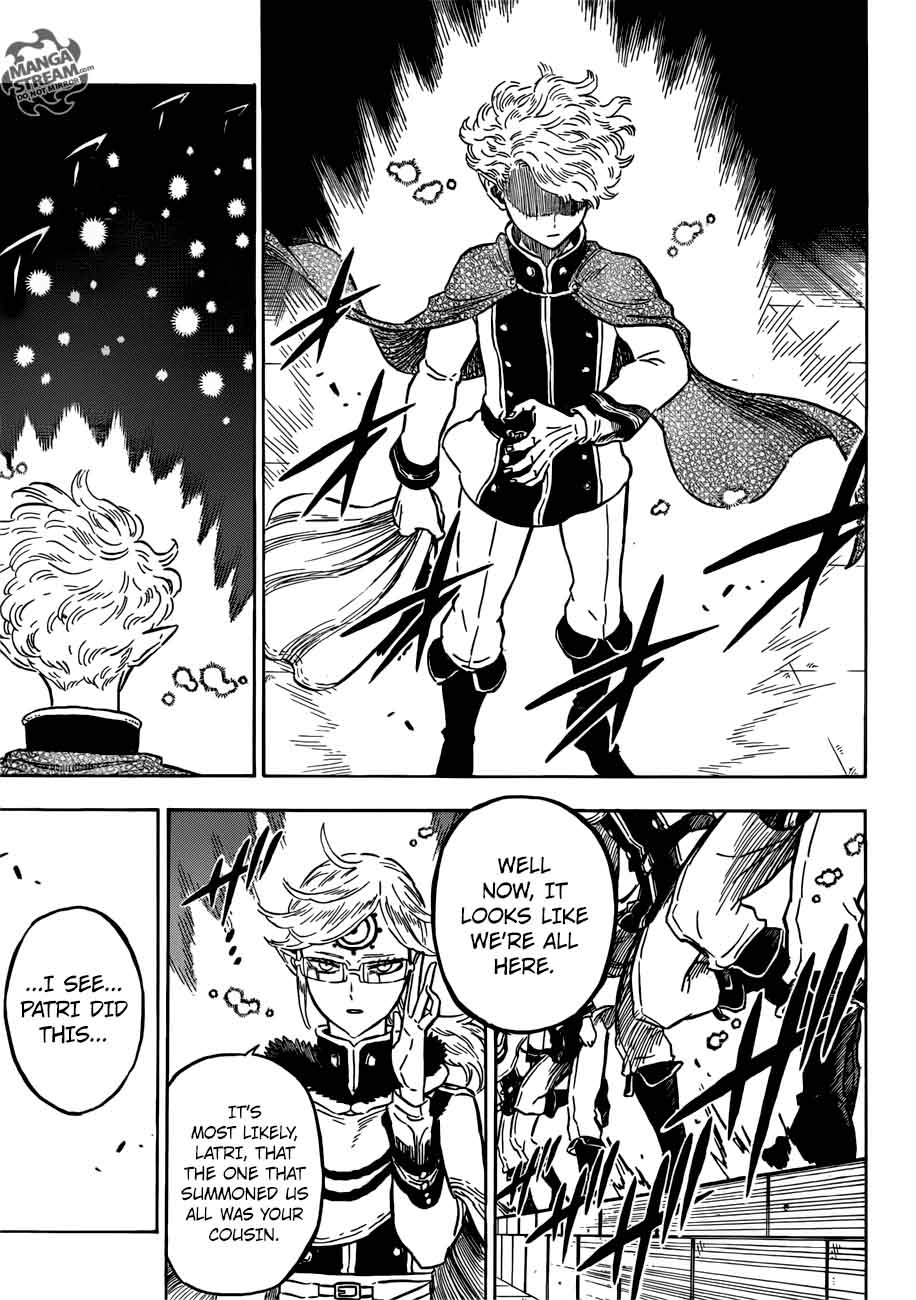 MANGA
STREAM.com
DO NOT MIRROR
WELL
NOW, IT
LOOKS LIKE
WE'RE ALL
HERE.
IT'S
MOST LIKELY,
LATRI, THAT
THE ONE THAT
SUMMONED US
ALL WAS YOUR
COUSIN.
...I SEE...
PATRI DID
THIS...